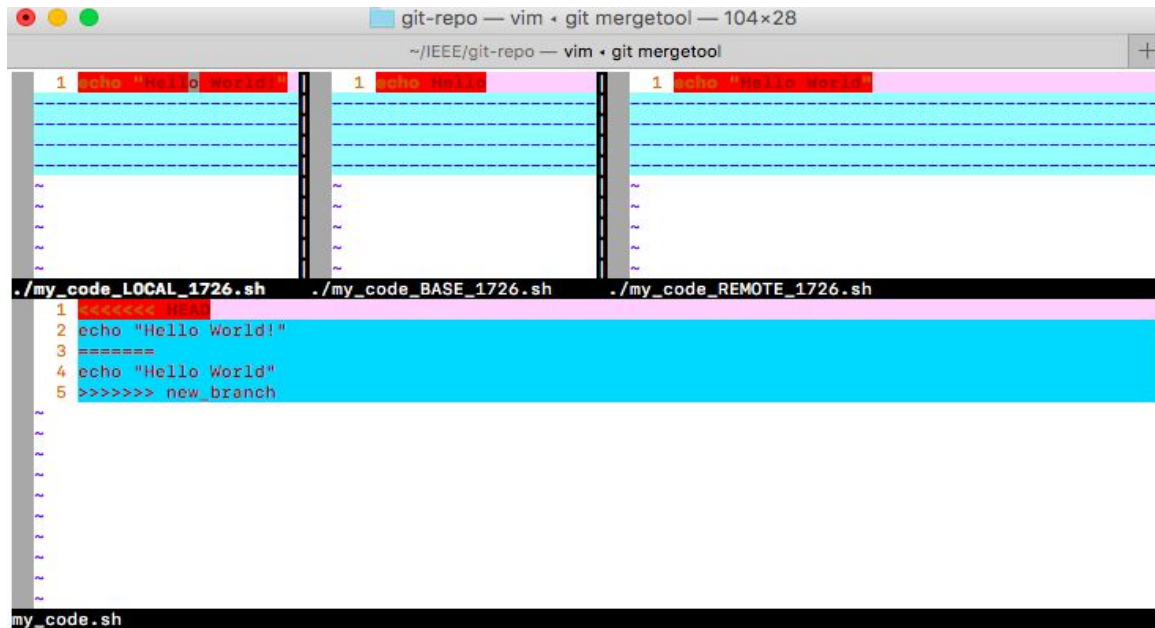 git-repo — vim ◂ git mergetool — 104×28
~/IEEE/git-repo — vim ◂ git mergetool +
1 echo "Hello World!"
1 echo Hello
1 echo "Hello World"
~ ~ ~
~ ~ ~
~ ~ ~
~ ~ ~
~ ~ ~
./my_code_LOCAL_1726.sh ./my_code_BASE_1726.sh ./my_code_REMOTE_1726.sh
1 <<<<<<< HEAD
2 echo "Hello World!"
3 =======
4 echo "Hello World"
5 >>>>>>> new_branch
~
~
~
~
~
~
~
~
~
~
my_code.sh